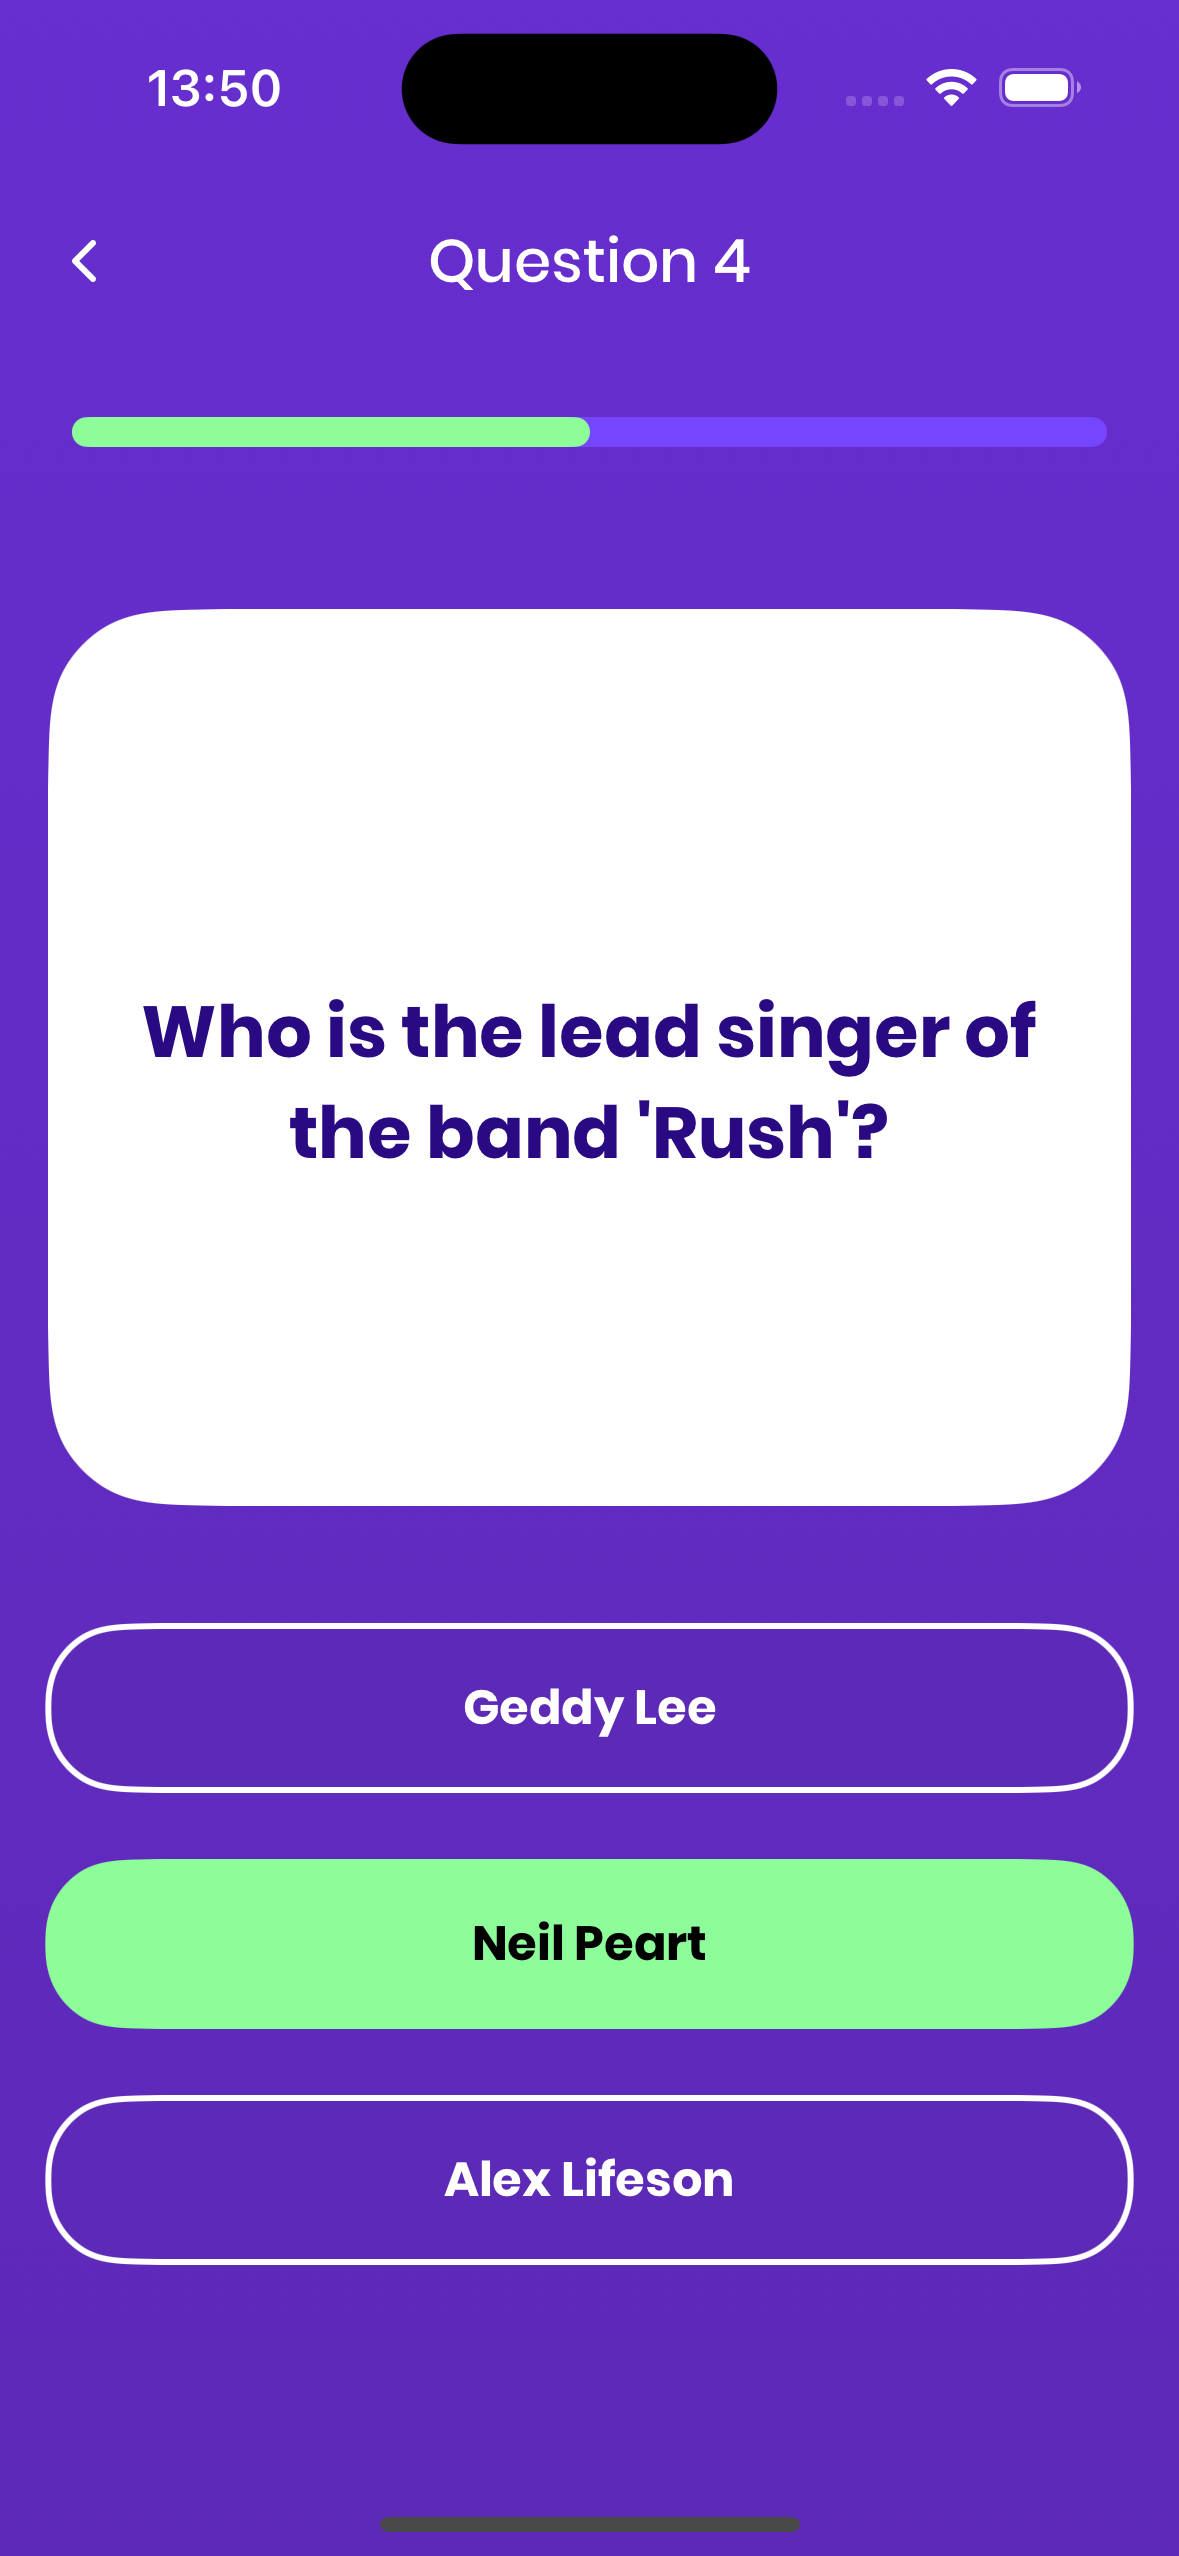 13:50
Question 4
Who is the lead singer of
the band 'Rush'?
Geddy Lee
Neil Peart
Alex Lifeson